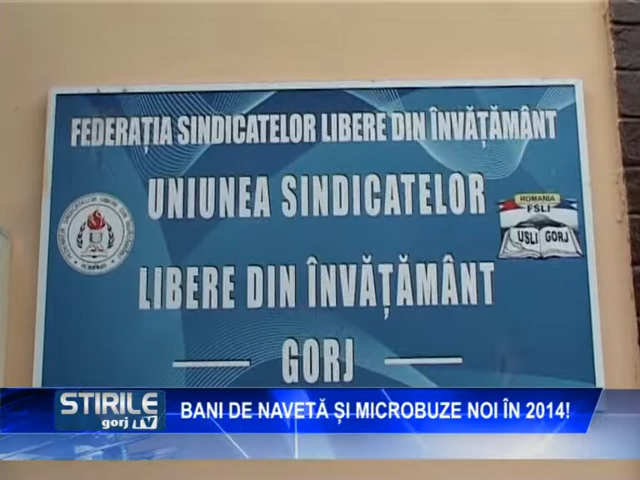 FEDERAȚIA SINDICATELOR LIBERE DIN ÎNVĂȚĂMÂNT
UNIUNEA SINDICATELOR
LIBERE DIN ÎNVĂȚĂMÂNT
GORJ
ROMANIA
FSLI
USLI GORJ
STIRILE
gorj TV
BANI DE NAVETĂ ȘI MICROBUZE NOI ÎN 2014!